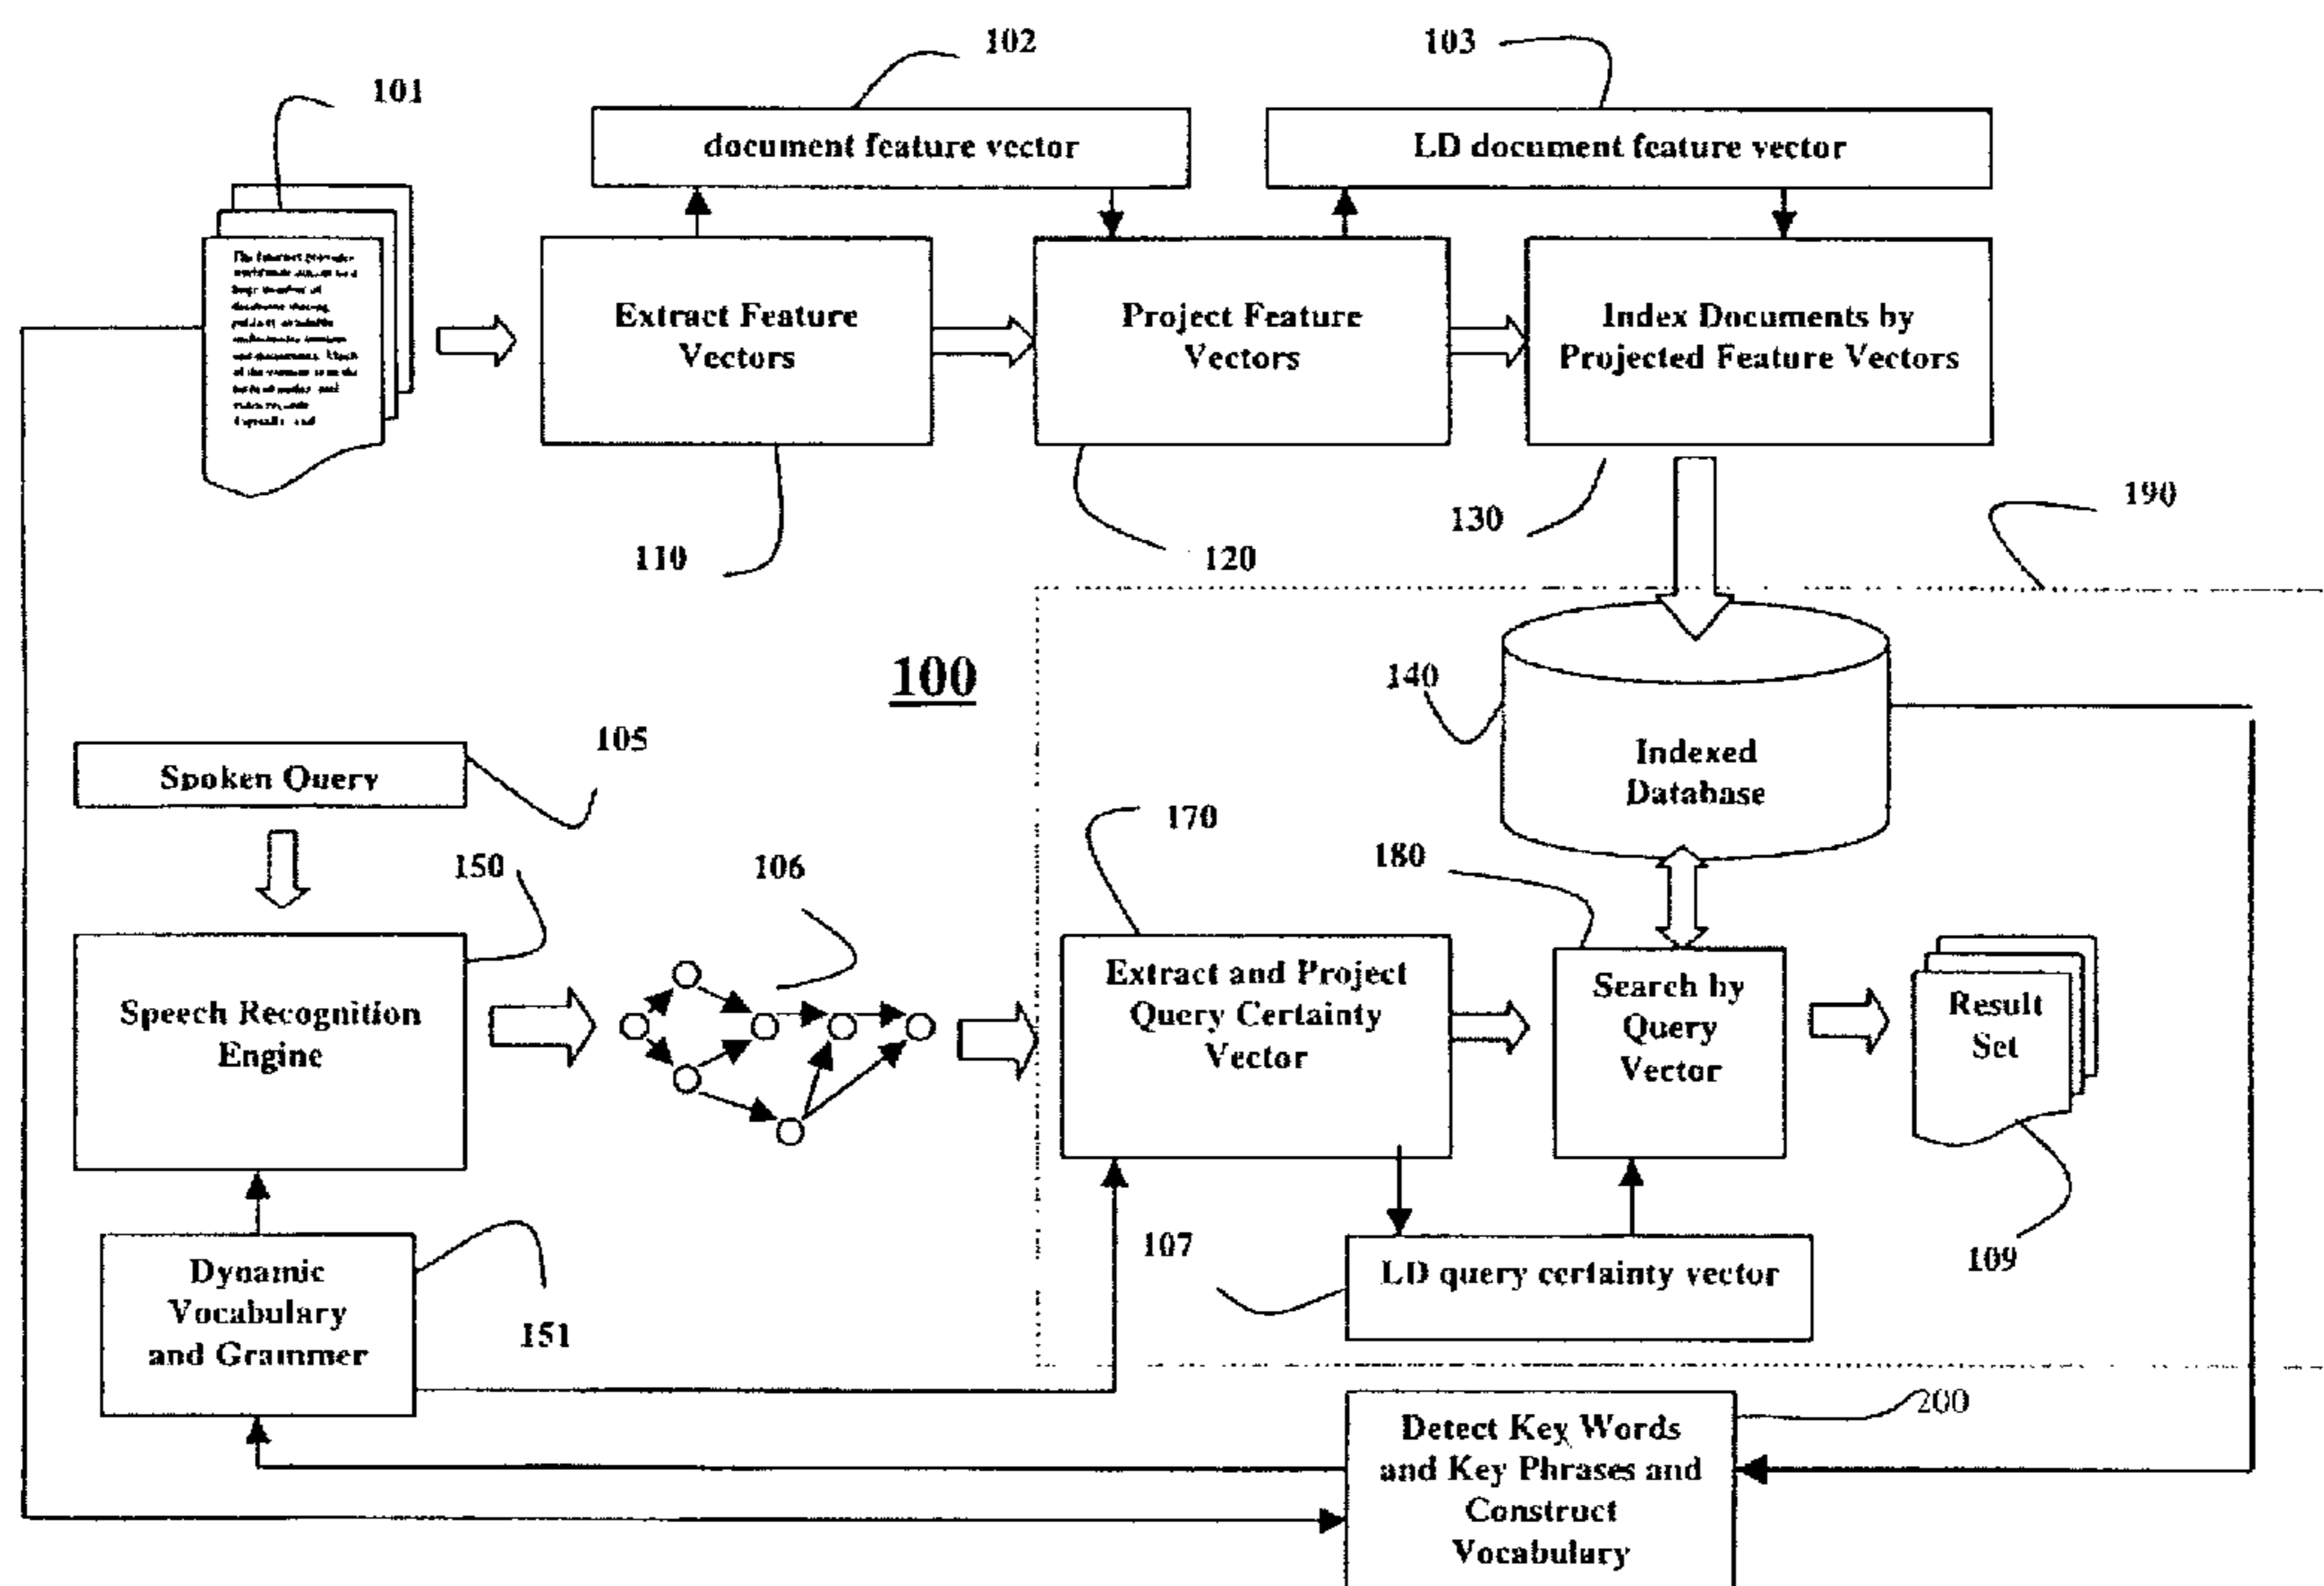 102
103
101
document feature vector
LD document feature vector
The Internet provides
Extract Feature
Vectors
Project Feature
Vectors
Index Documents by
Projected Feature Vectors
110
120
130
190
100
140
Indexed
Database
105
Spoken Query
150
106
170
180
Speech Recognition
Engine
Extract and Project
Query Certainty
Vector
Search by
Query
Vector
Result
Set
107
LD query certainty vector
109
Dynamic
Vocabulary
and Grammer
151
200
Detect Key Words
and Key Phrases and
Construct
Vocabulary